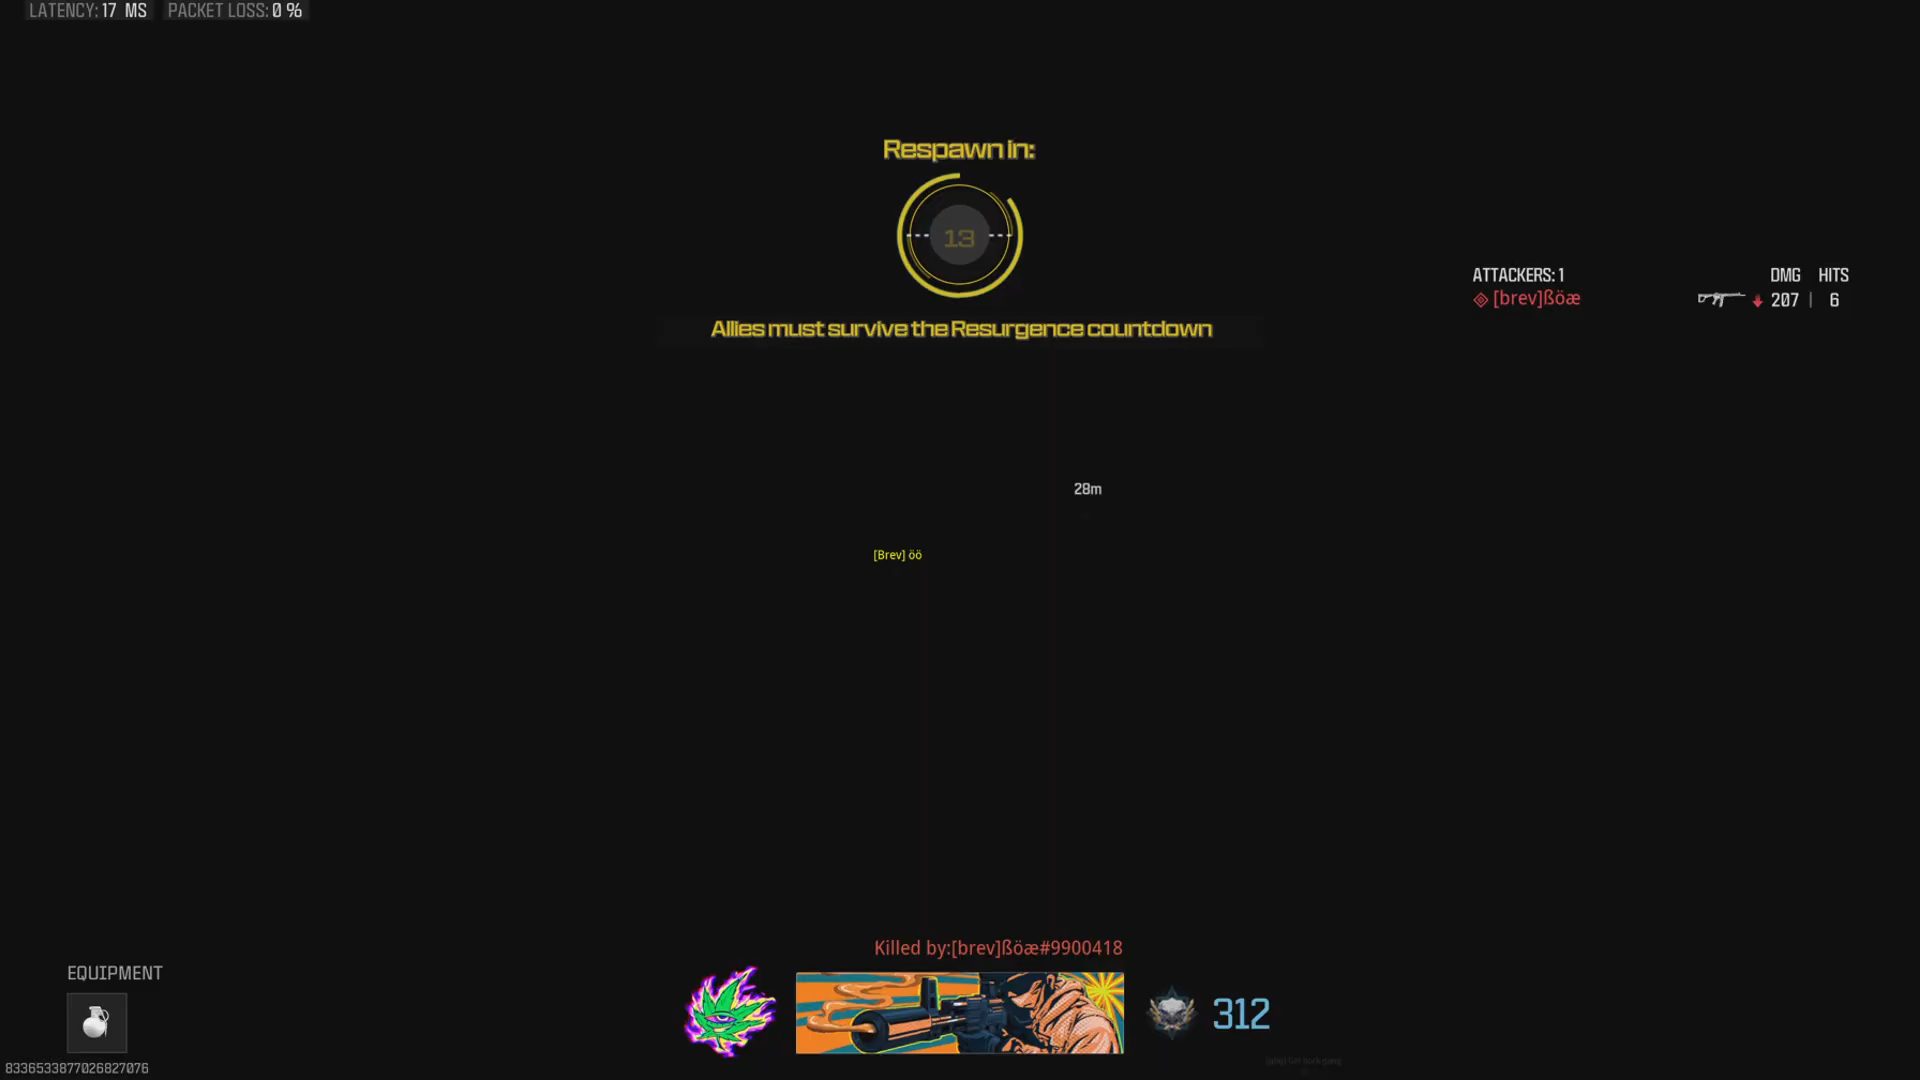 LATENCY: 17 MS PACKET LOSS: 0 %
Respawn in:
13
Allies must survive the Resurgence countdown
ATTACKERS: 1 DMG HITS
[brev]ßöæ 207 | 6
28m
[Brev] öö
Killed by:[brev]ßöæ#9900418
312
EQUIPMENT
8336533877026827076